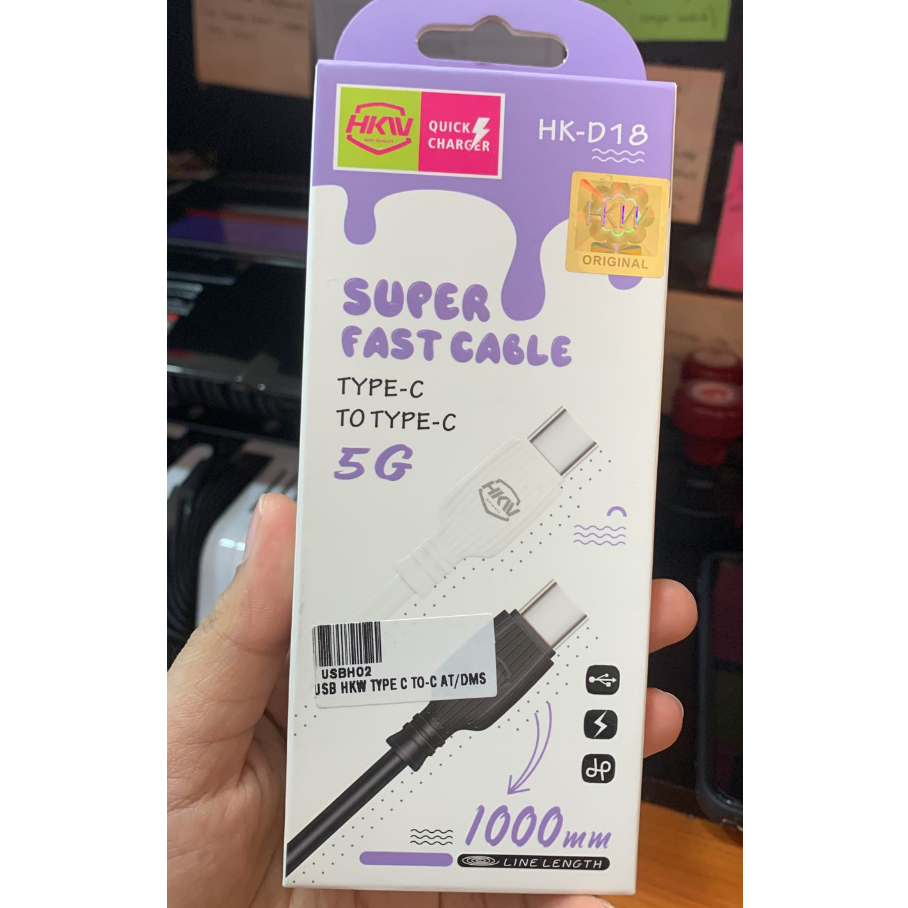 HKW
QUICK
CHARGER
HK-D18
HKW
ORIGINAL
SUPER
FAST CABLE
TYPE-C
TO TYPE-C
5G
HKW
USBH02
USB HKW TYPE C TO-C AT/DMS
1000mm
LINE LENGTH